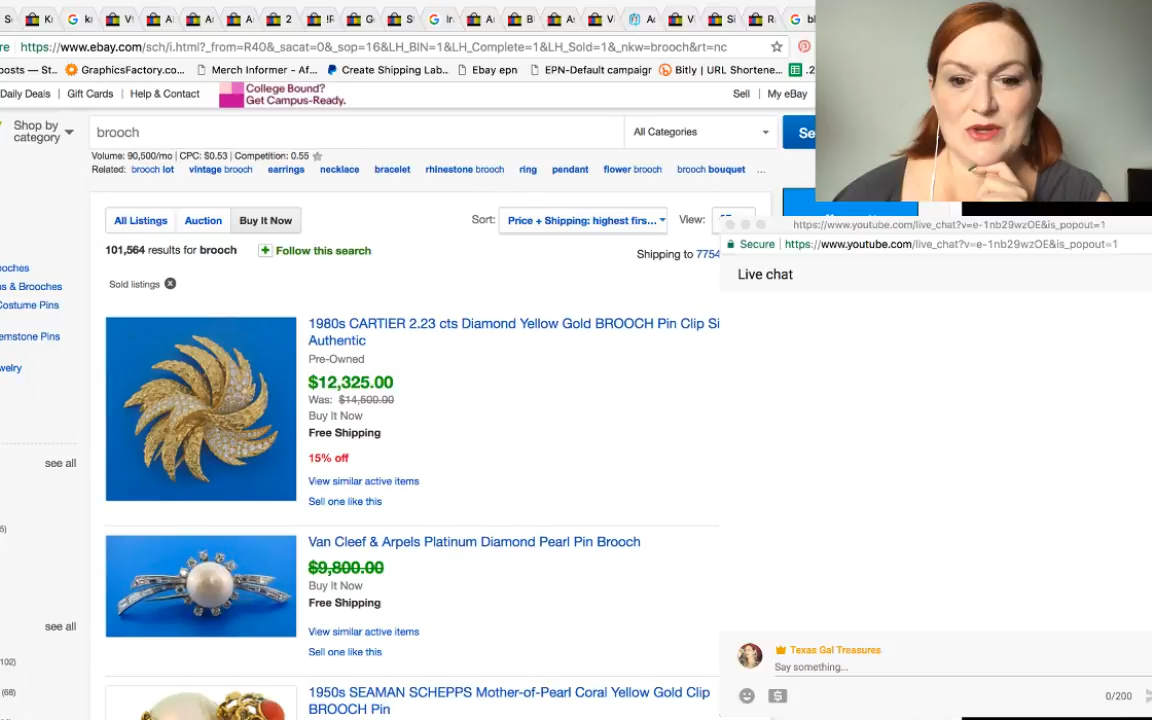 https://www.ebay.com/sch/i.html?_from=R40&_sacat=0&_sop=16&LH_BIN=1&LH_Complete=1&LH_Sold=1&_nkw=brooch&rt=nc
GraphicsFactory.co... Merch Informer - Af... Create Shipping Lab.. Ebay epn EPN-Default campaigr Bitly | URL Shortene...
Daily Deals Gift Cards Help & Contact
College Bound?
Get Campus-Ready.
Sell My eBay
Shop by
category
brooch
All Categories
Volume: 90,500/mo | CPC: $0.53 | Competition: 0.55
Related: brooch lot vintage brooch earrings necklace bracelet rhinestone brooch ring pendant flower brooch brooch bouquet ...
All Listings Auction Buy It Now
Sort: Price + Shipping: highest firs... View:
101,564 results for brooch Follow this search
Shipping to 7754
Sold listings
1980s CARTIER 2.23 cts Diamond Yellow Gold BROOCH Pin Clip Si
Authentic
Pre-Owned
$12,325.00
Was: $14,500.00
Buy It Now
Free Shipping
15% off
View similar active items
Sell one like this
Van Cleef & Arpels Platinum Diamond Pearl Pin Brooch
$9,800.00
Buy It Now
Free Shipping
View similar active items
Sell one like this
1950s SEAMAN SCHEPPS Mother-of-Pearl Coral Yellow Gold Clip
BROOCH Pin
s & Brooches
Costume Pins
emstone Pins
see all
see all
(102)
(68)
https://www.youtube.com/live_chat?v=e-1nb29wzOE&is_popout=1
Secure https://www.youtube.com/live_chat?v=e-1nb29wzOE&is_popout=1
Live chat
Texas Gal Treasures
Say something...
0/200